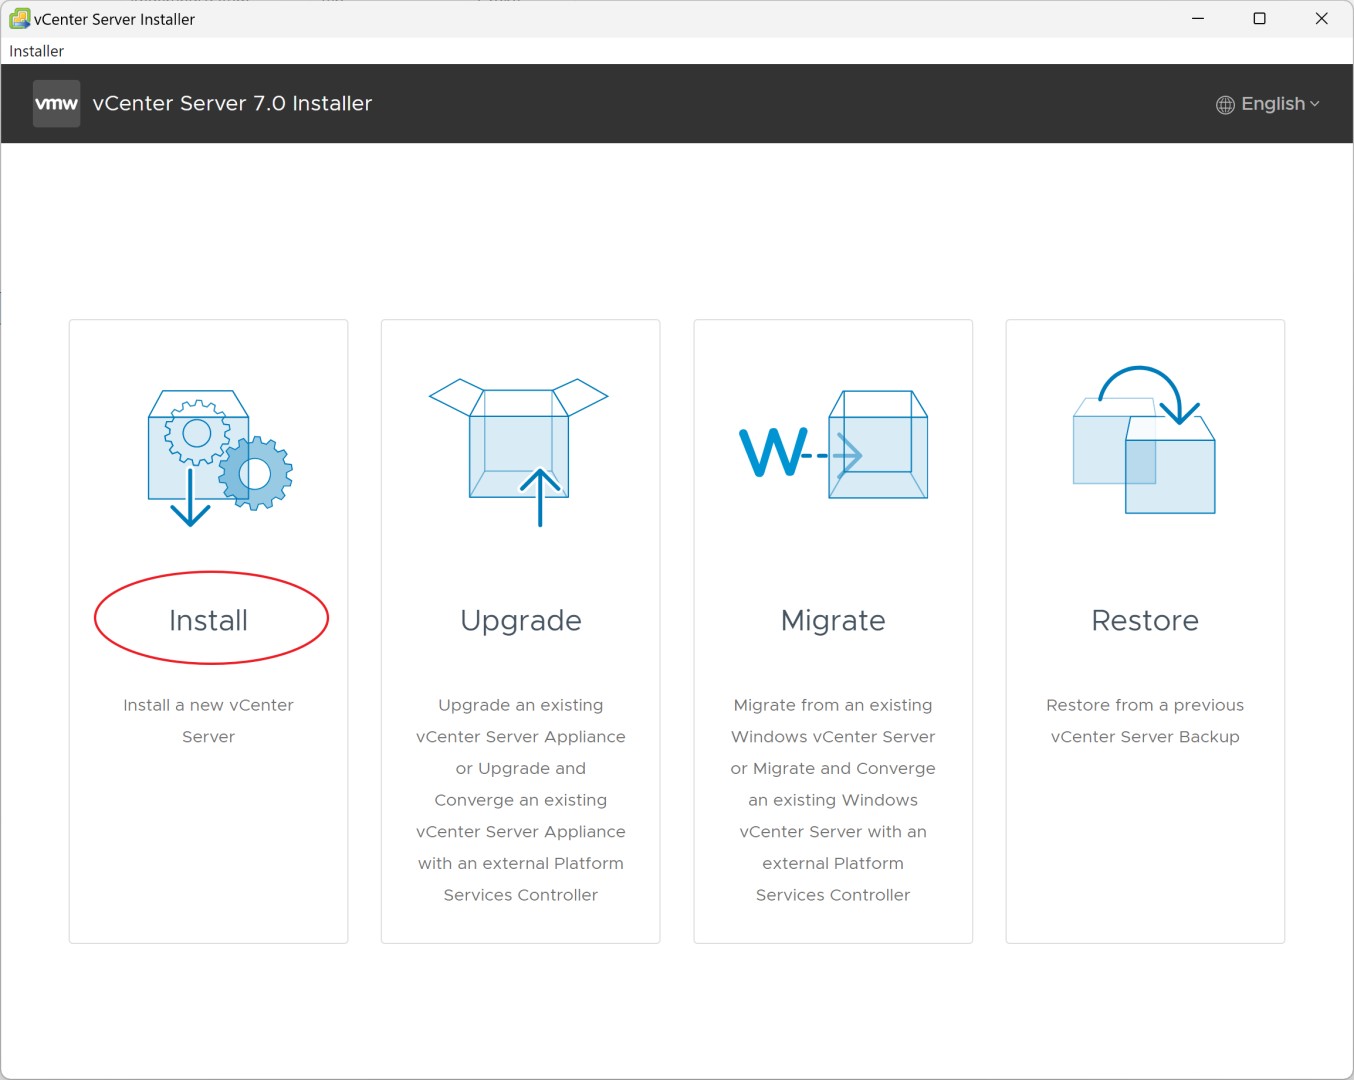 vCenter Server Installer
Installer
vmw vCenter Server 7.0 Installer
English
Install
Install a new vCenter
Server
Upgrade
Upgrade an existing
vCenter Server Appliance
or Upgrade and
Converge an existing
vCenter Server Appliance
with an external Platform
Services Controller
W
Migrate
Migrate from an existing
Windows vCenter Server
or Migrate and Converge
an existing Windows
vCenter Server with an
external Platform
Services Controller
Restore
Restore from a previous
vCenter Server Backup